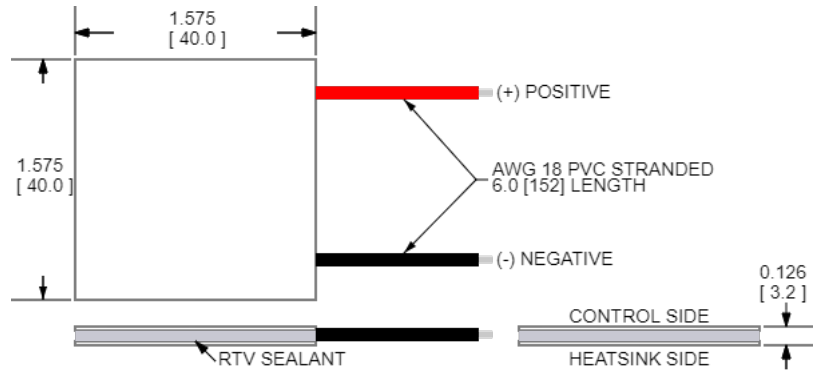 1.575
[ 40.0 ]
(+) POSITIVE
1.575
[ 40.0 ]
AWG 18 PVC STRANDED
6.0 [152] LENGTH
(-) NEGATIVE
0.126
[ 3.2 ]
CONTROL SIDE
RTV SEALANT
HEATSINK SIDE